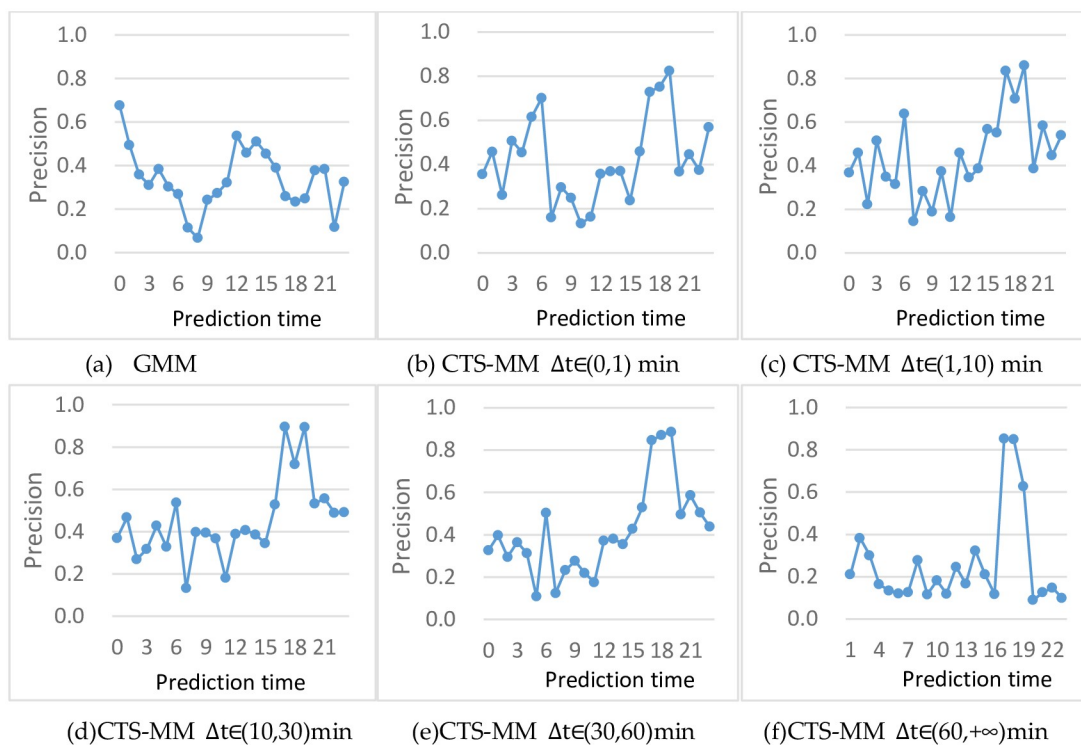 1.0 1.0 1.0
0.8 0.8 0.8
0.6 0.6 0.6
0.4 0.4 0.4
0.2 0.2 0.2
0.0 0.0 0.0
Precision Precision Precision
0 3 6 9 12 15 18 21 0 3 6 9 12 15 18 21 0 3 6 9 12 15 18 21
Prediction time Prediction time Prediction time
(a) GMM (b) CTS-MM Δt∈(0,1) min (c) CTS-MM Δt∈(1,10) min
1.0 1.0 1.0
0.8 0.8 0.8
0.6 0.6 0.6
0.4 0.4 0.4
0.2 0.2 0.2
0.0 0.0 0.0
Precision Precision Precision
0 3 6 9 12 15 18 21 0 3 6 9 12 15 18 21 1 4 7 10 13 16 19 22
Prediction time Prediction time Prediction time
(d)CTS-MM Δt∈(10,30)min (e)CTS-MM Δt∈(30,60)min (f)CTS-MM Δt∈(60,+∞)min